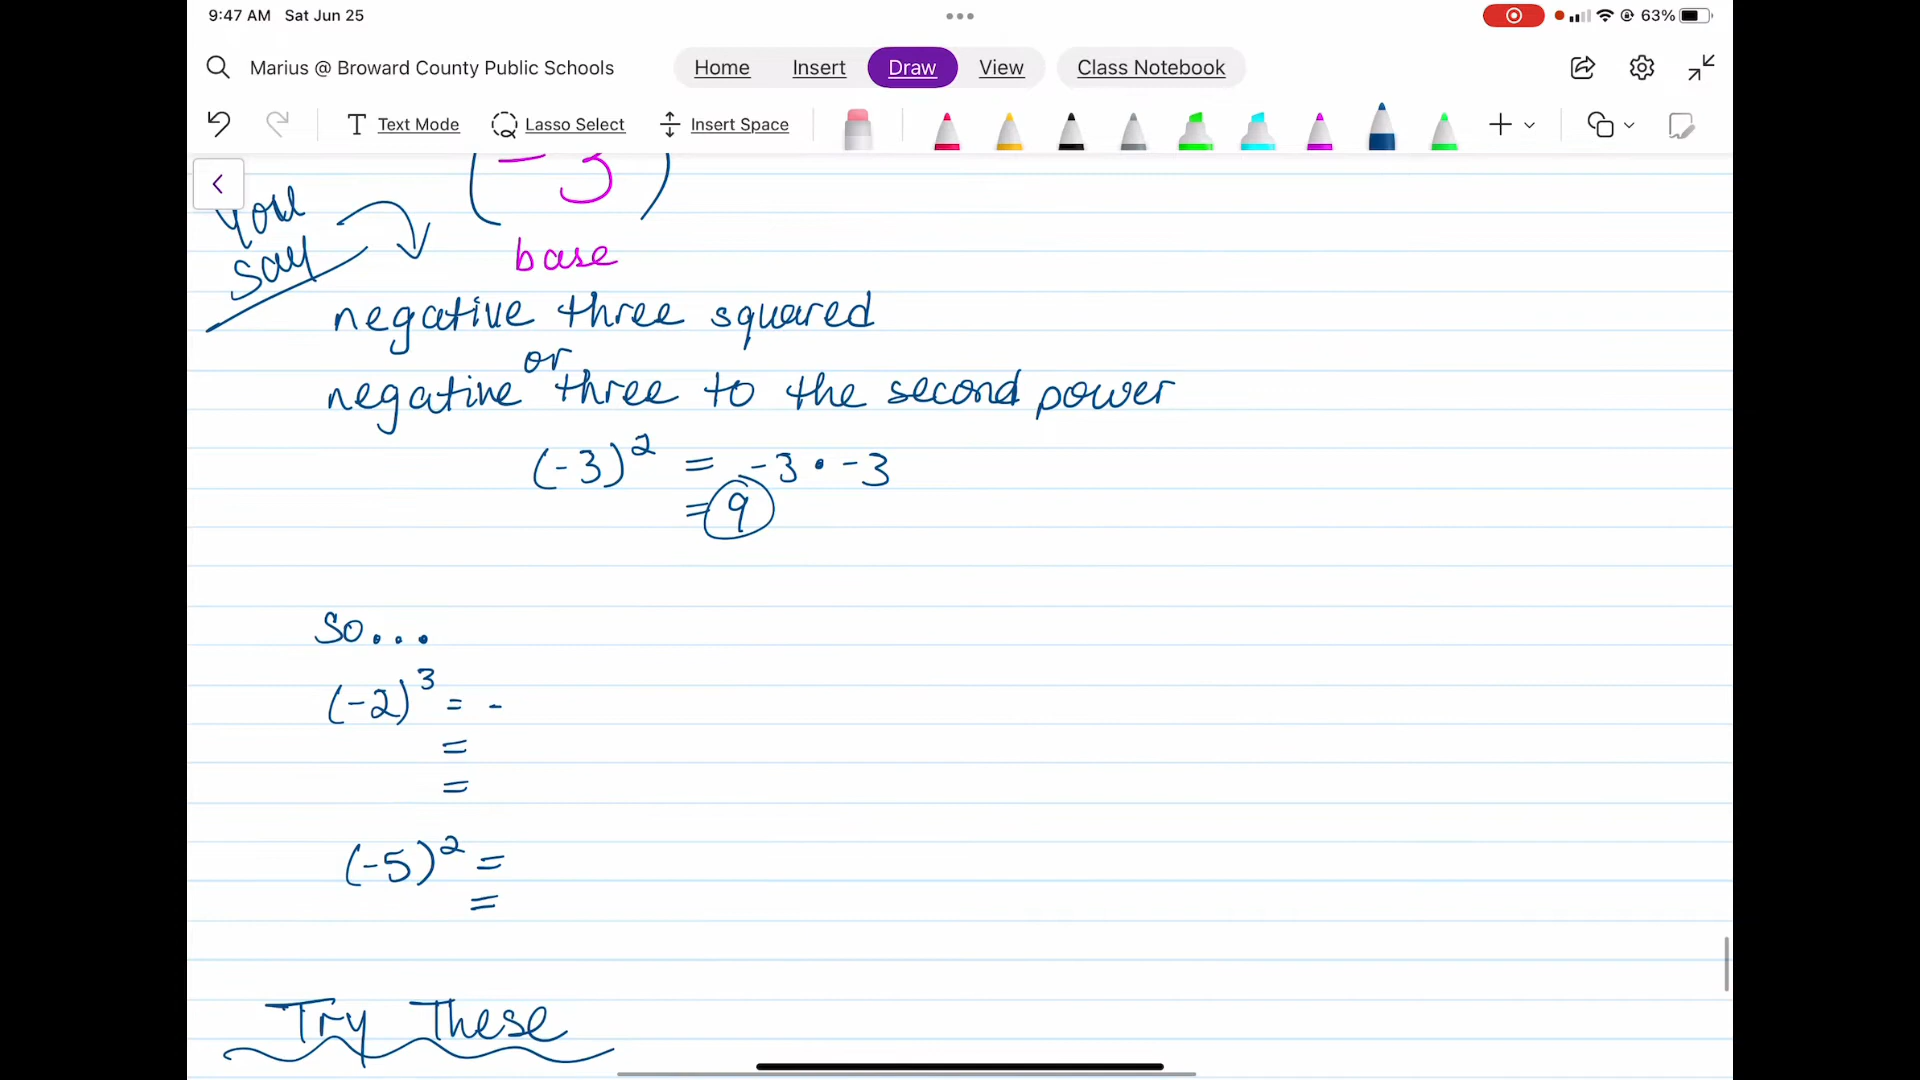 9:47 AM Sat Jun 25
63%
Marius @ Broward County Public Schools
Home Insert Draw View Class Notebook
Text Mode Lasso Select Insert Space
(-3)
you
say
base
negative three squared
or
negative three to the second power
(-3)² = -3 • -3
= 9
So...
(-2)³ = -
=
=
(-5)² =
=
Try These